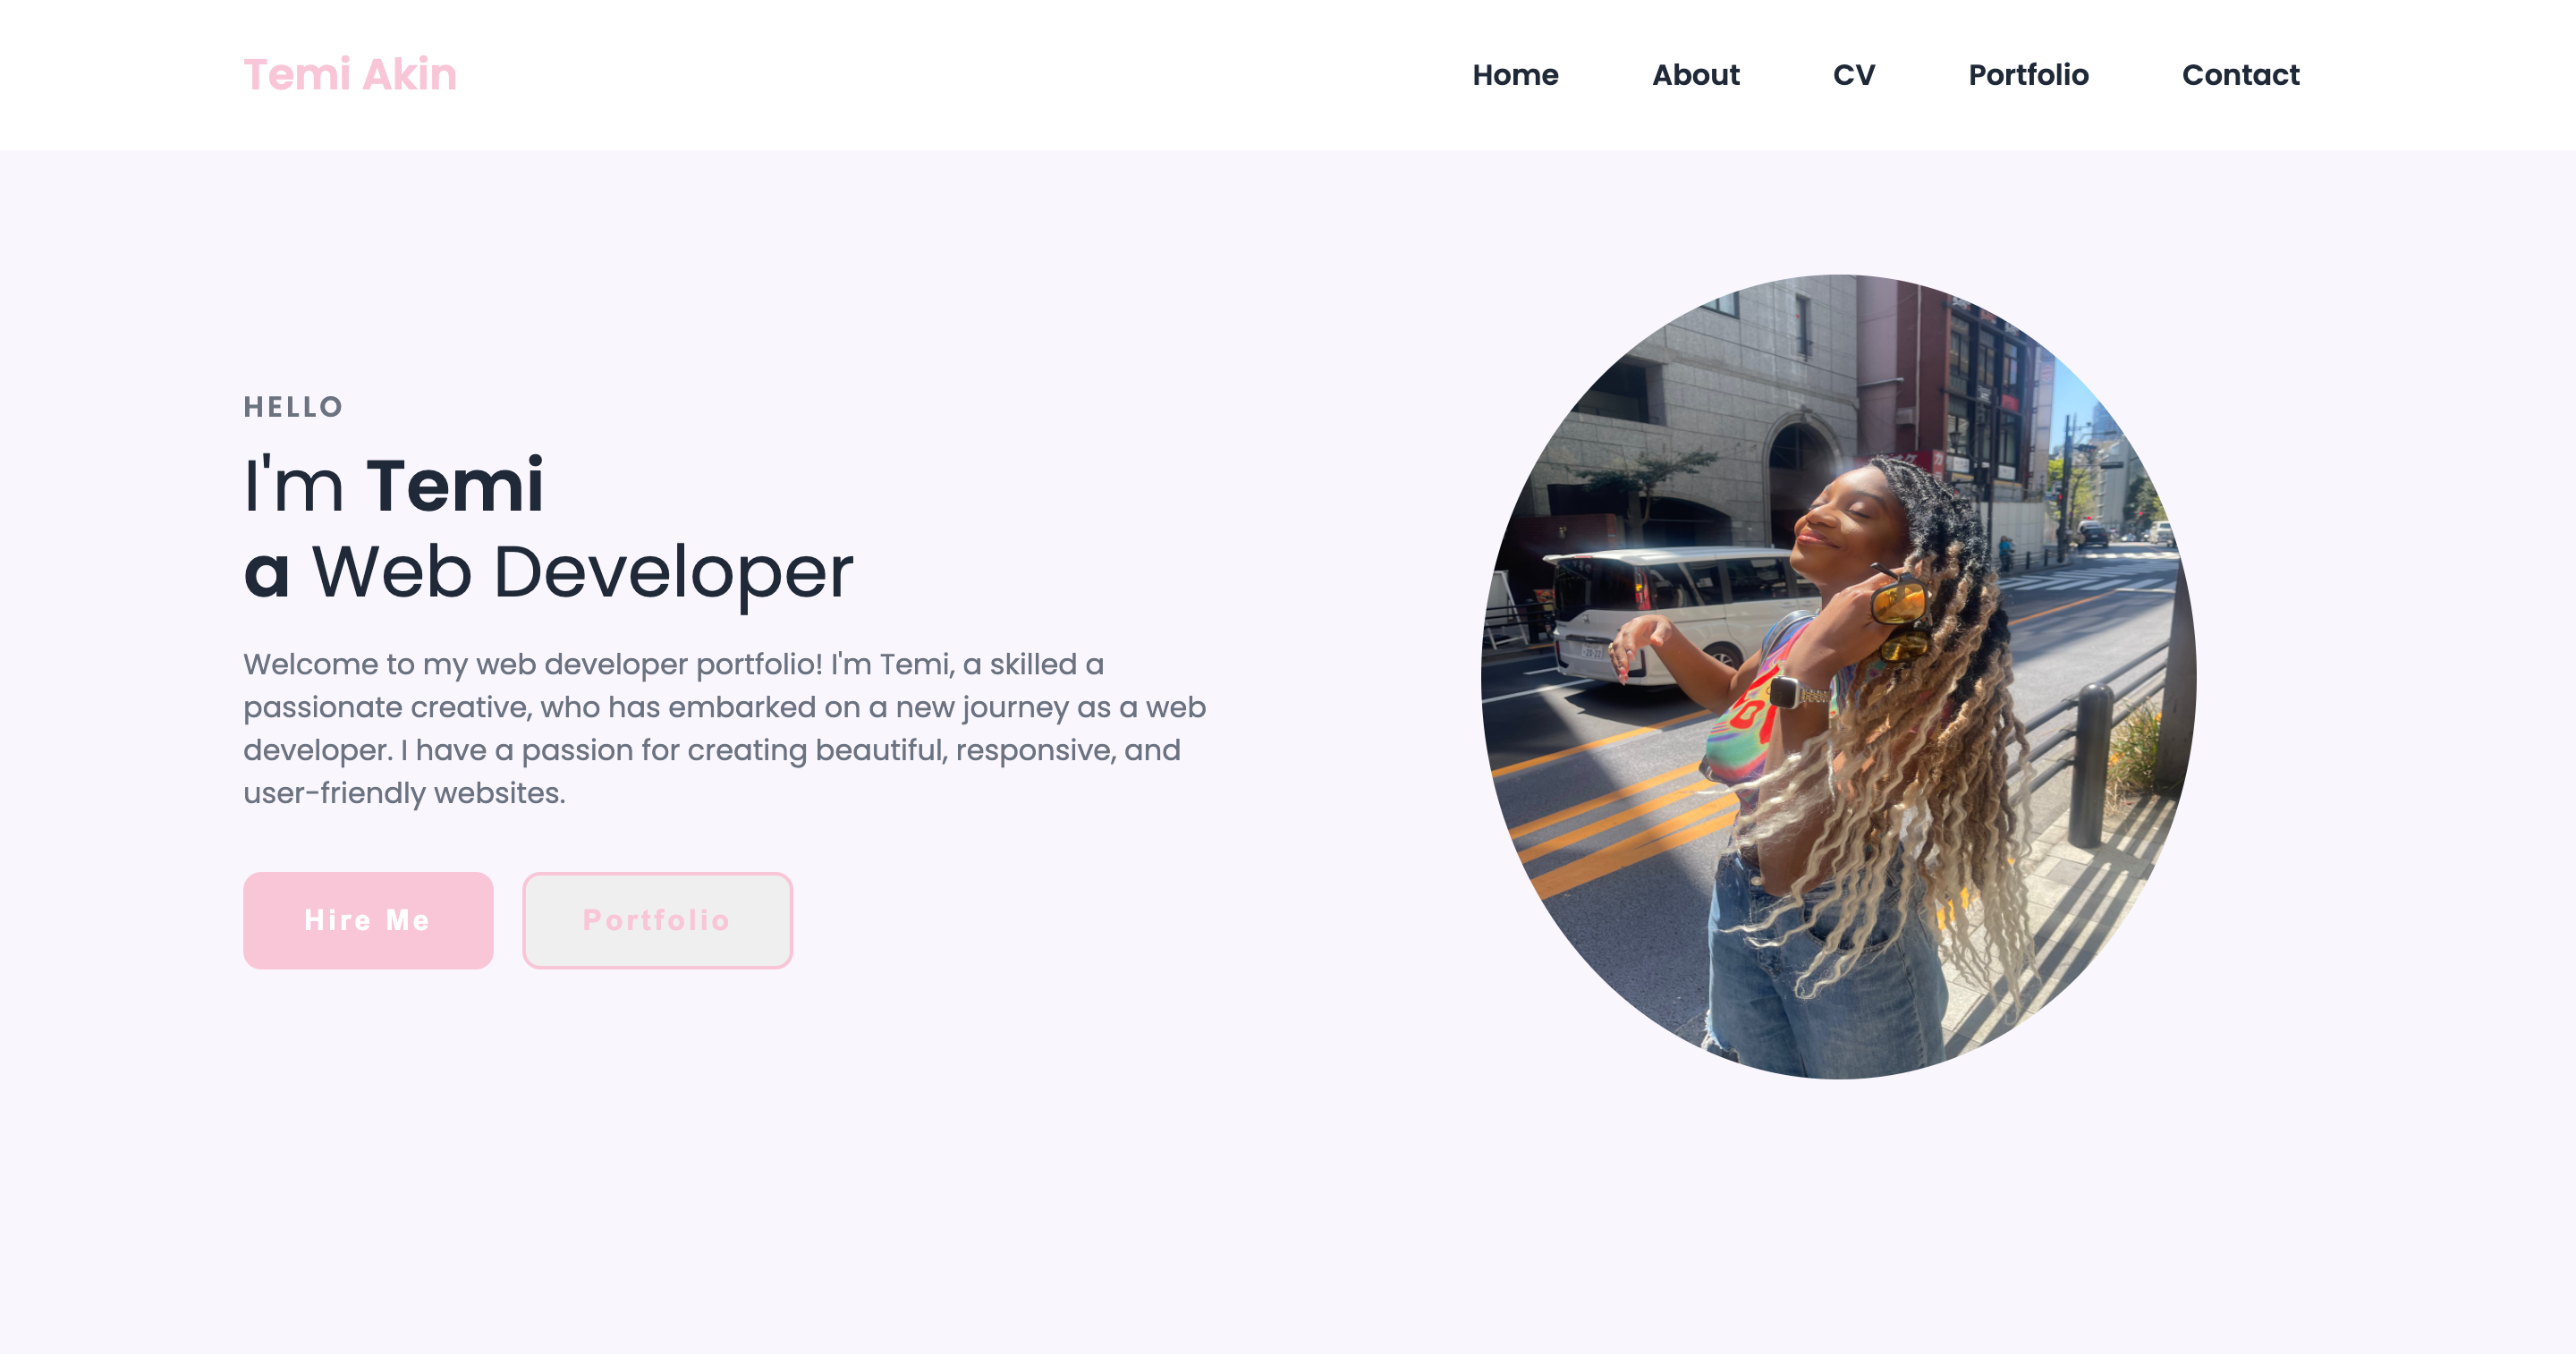 Temi Akin
Home About CV Portfolio Contact
HELLO
I'm Temi
a Web Developer
Welcome to my web developer portfolio! I'm Temi, a skilled a
passionate creative, who has embarked on a new journey as a web
developer. I have a passion for creating beautiful, responsive, and
user-friendly websites.
Hire Me Portfolio